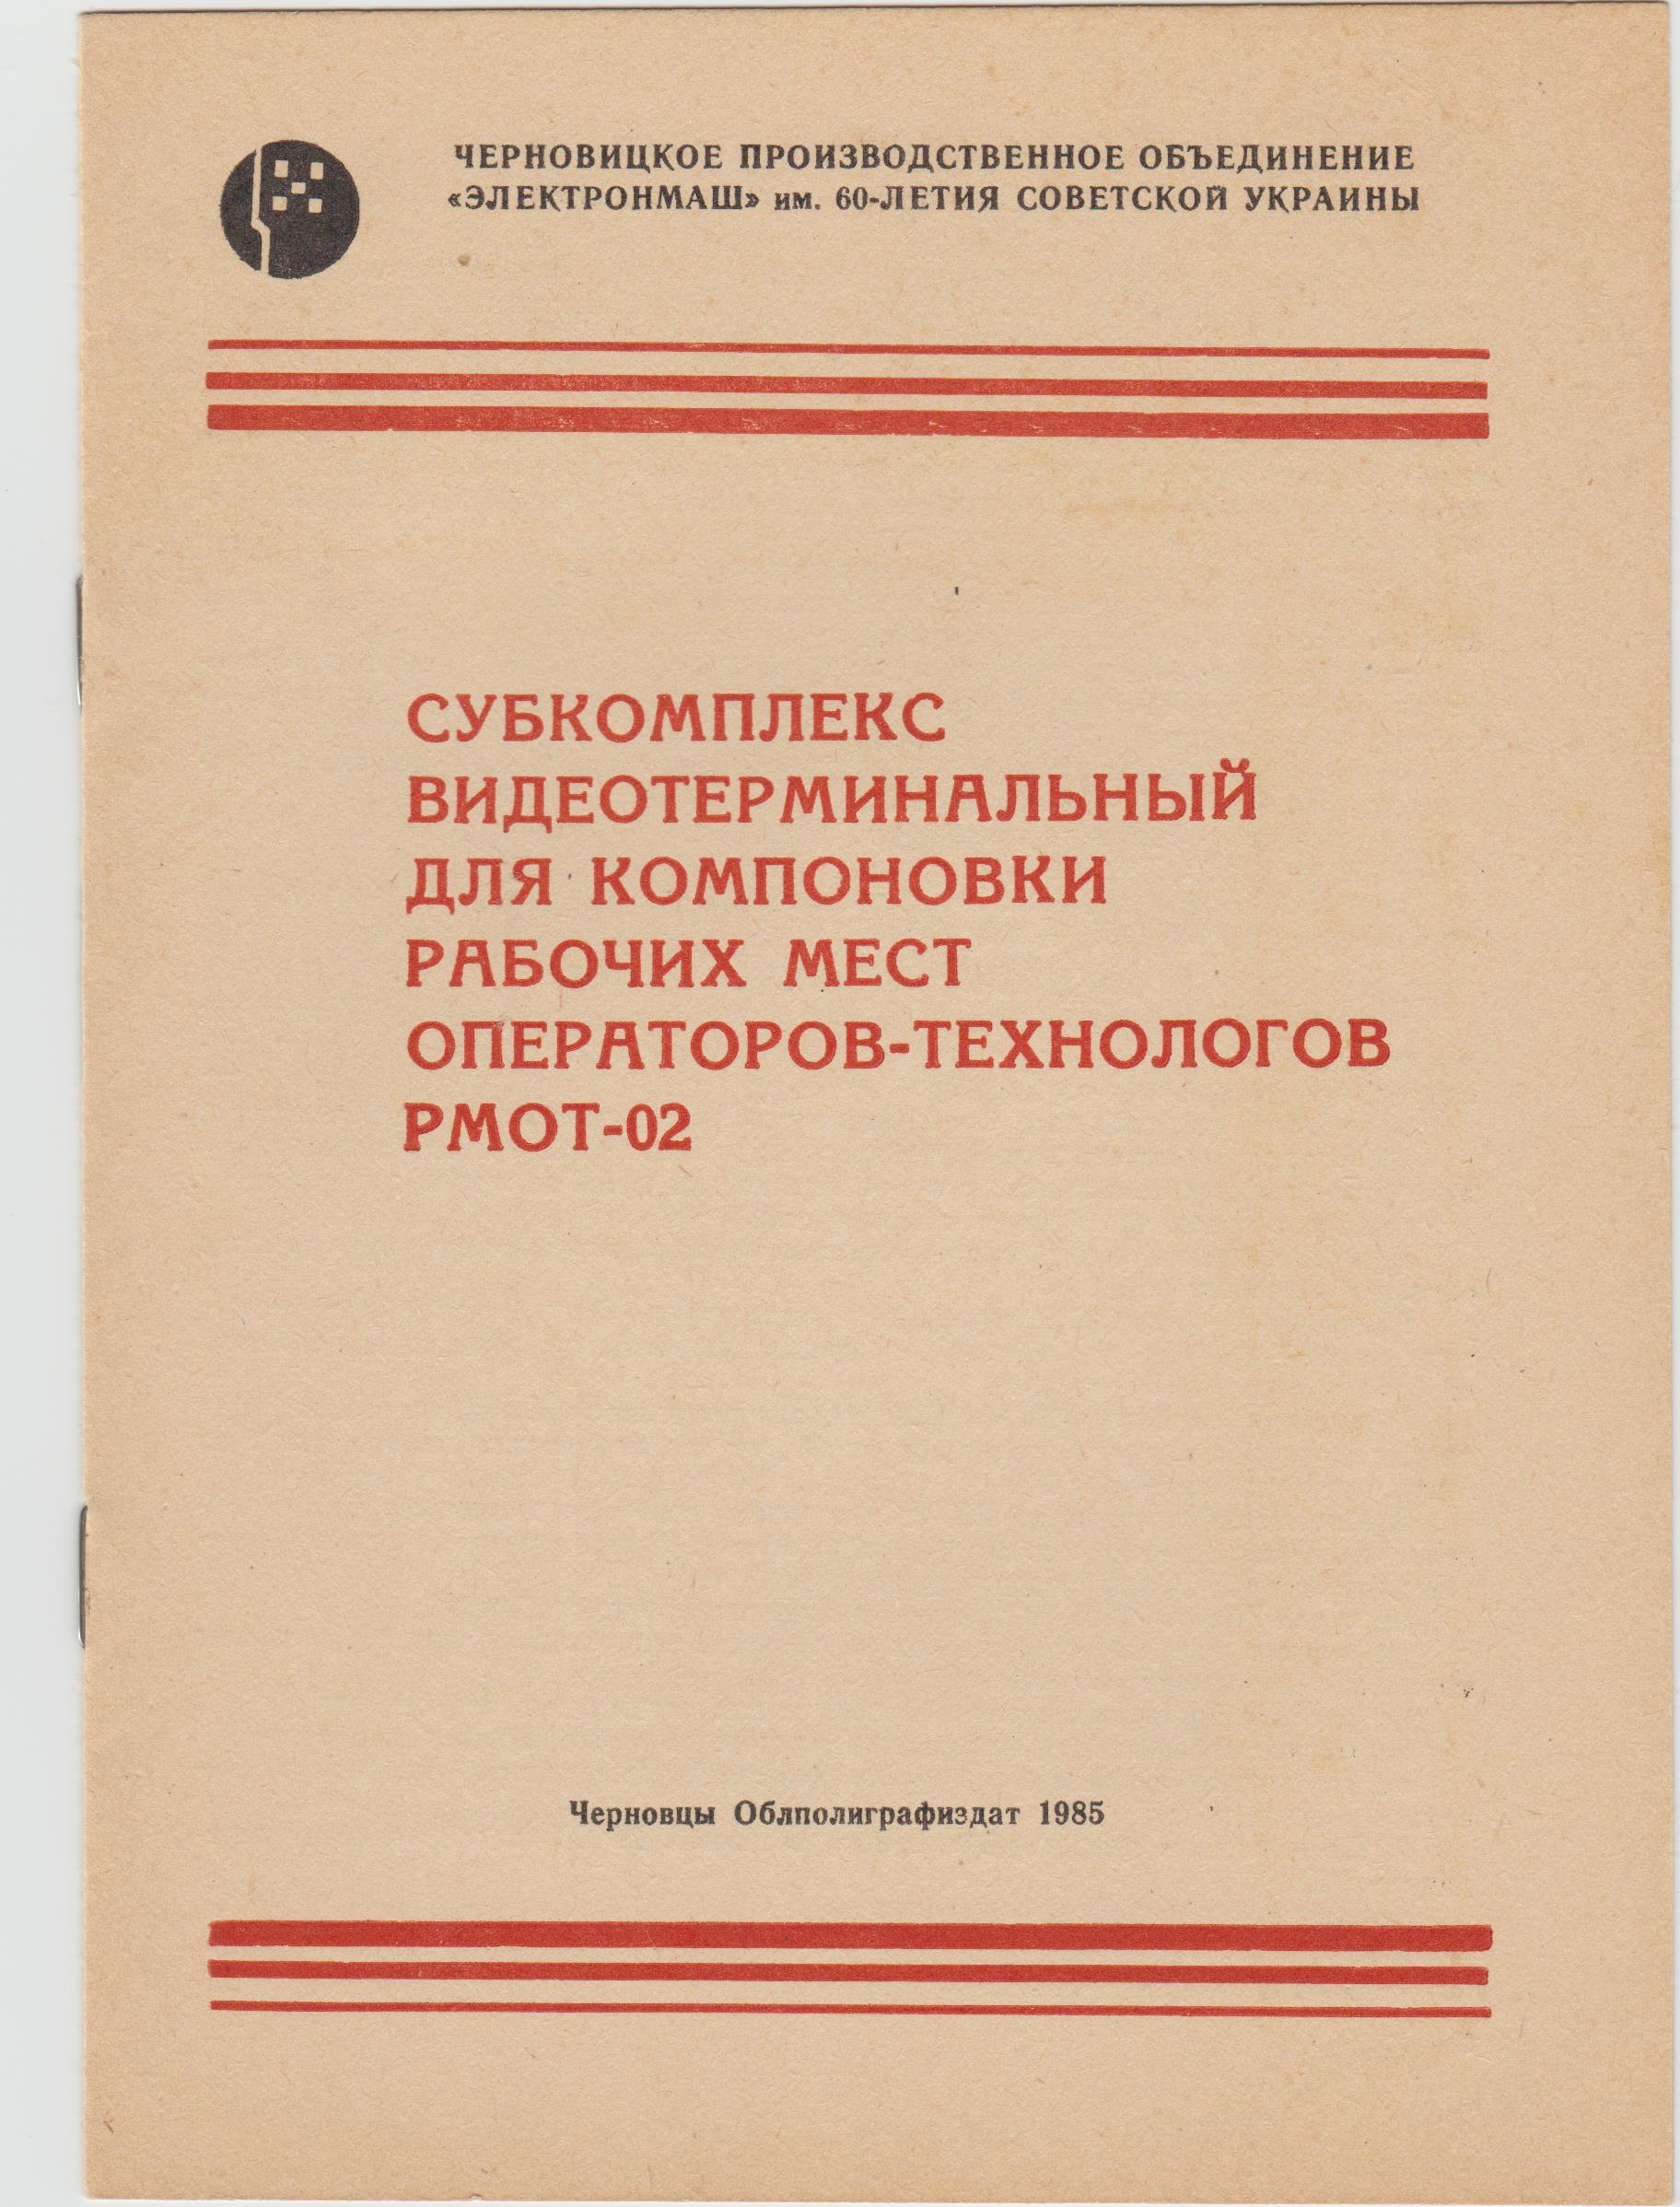 ЧЕРНОВИЦКОЕ ПРОИЗВОДСТВЕННОЕ ОБЪЕДИНЕНИЕ
«ЭЛЕКТРОНМАШ» им. 60-ЛЕТИЯ СОВЕТСКОЙ УКРАИНЫ
СУБКОМПЛЕКС
ВИДЕОТЕРМИНАЛЬНЫЙ
ДЛЯ КОМПОНОВКИ
РАБОЧИХ МЕСТ
ОПЕРАТОРОВ-ТЕХНОЛОГОВ
РМОТ-02
Черновцы Облполиграфиздат 1985